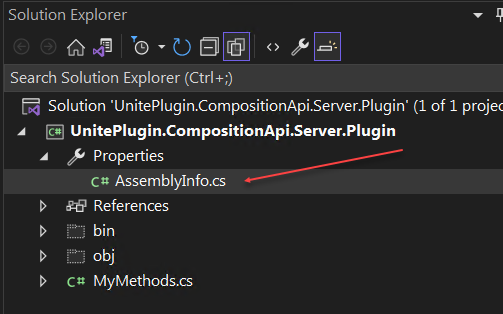 Solution Explorer
Search Solution Explorer (Ctrl+;)
Solution 'UnitePlugin.CompositionApi.Server.Plugin' (1 of 1 projec
C# UnitePlugin.CompositionApi.Server.Plugin
Properties
C# AssemblyInfo.cs
References
bin
obj
C# MyMethods.cs